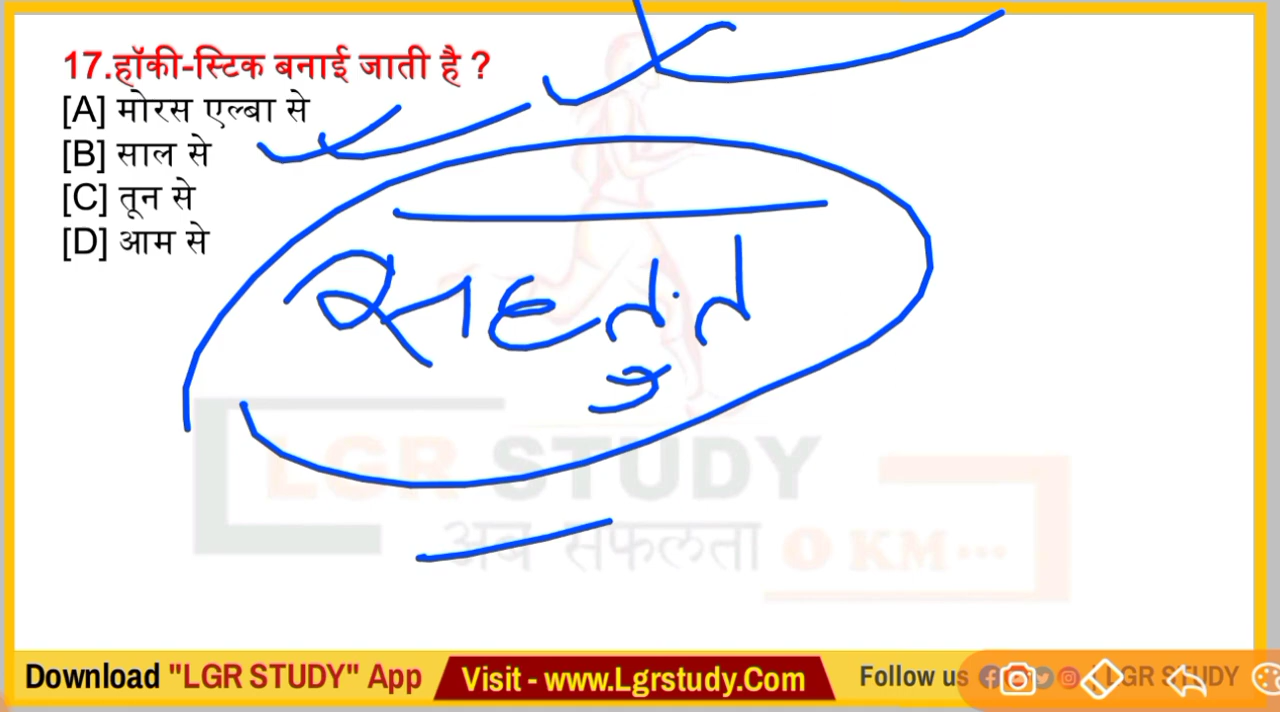 17.हॉकी-स्टिक बनाई जाती है ?
[A] मोरस एल्बा से
[B] साल से
[C] तून से
[D] आम से
LGR STUDY
अब सफलता 0 KM...
Download "LGR STUDY" App
Visit - www.Lgrstudy.Com
Follow us
LGR STUDY